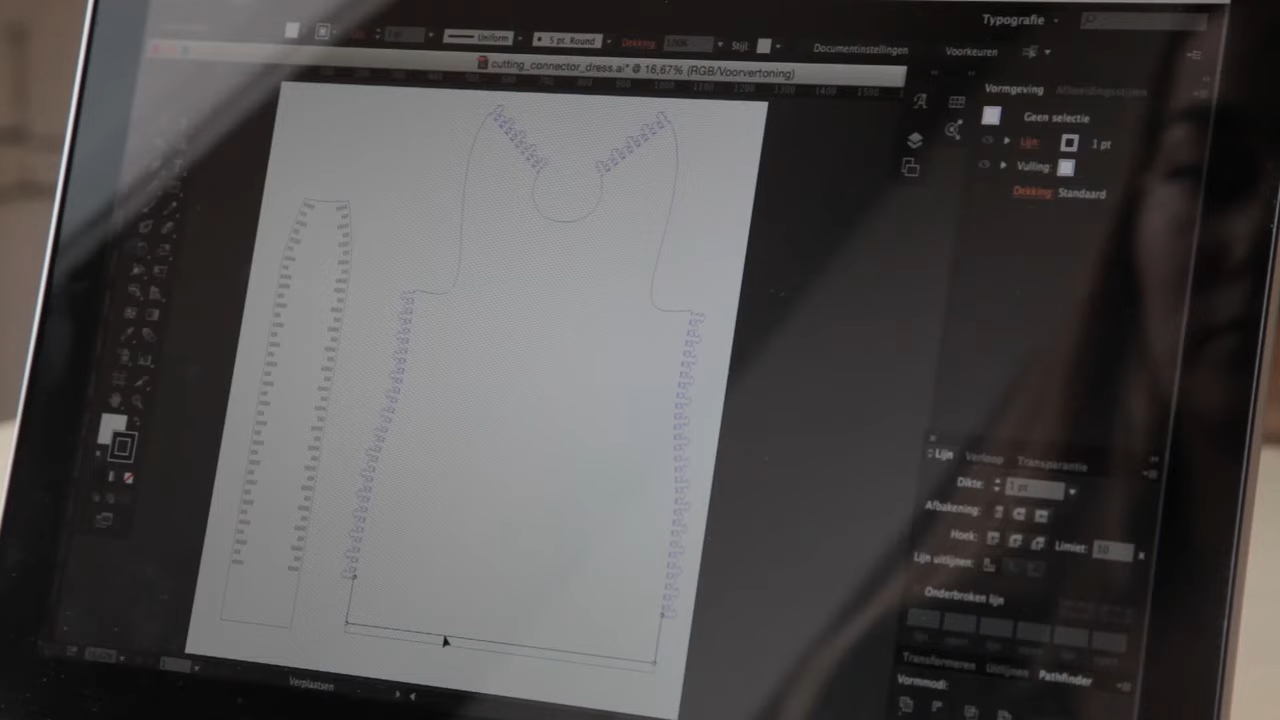 Typografie
Uniform
5 pt. Round
Dekking:
Stijl:
Documentinstellingen
Voorkeuren
cutting_connector_dress.ai* @ 16,67% (RGB/Voorvertoning)
Vormgeving
Afbeeldingsstijlen
Geen selectie
Lijn:
1 pt
Vulling:
Dekking: Standaard
Lijn
Verloop
Transparantie
Dikte:
1 pt
Afbakening:
Hoek:
Limiet:
10
x
Lijn uitlijnen:
Onderbroken lijn
Transformeren
Uitlijnen
Pathfinder
Vormmodi:
Verplaatsen